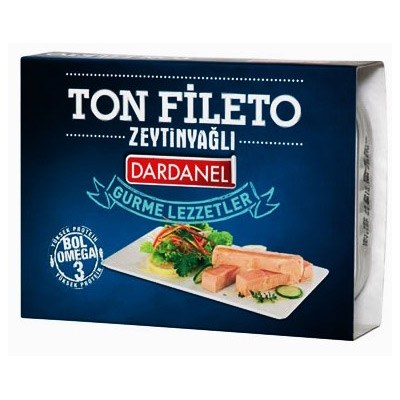 TON FİLETO
ZEYTİNYAĞLI
DARDANEL
GURME LEZZETLER
YÜKSEK PROTEİN
BOL
OMEGA
3
YÜKSEK PROTEİN